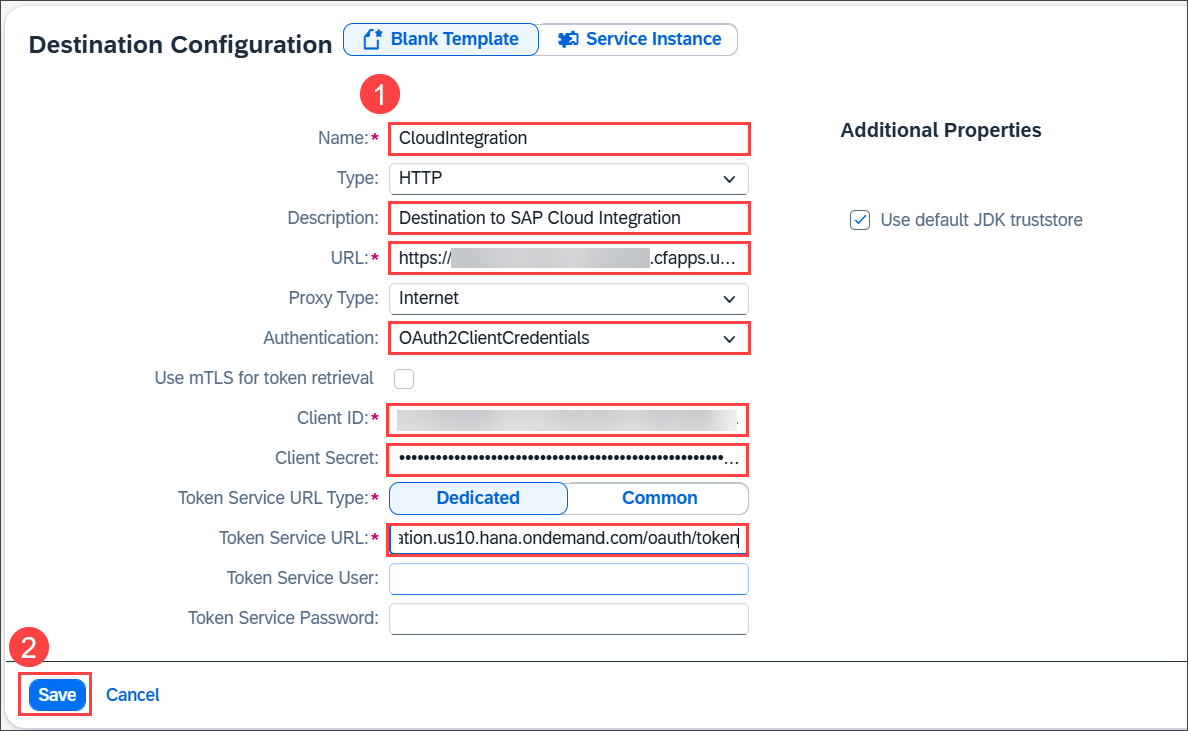 Destination Configuration
Blank Template
Service Instance
1
Name:*
CloudIntegration
Additional Properties
Type:
HTTP
Description:
Destination to SAP Cloud Integration
Use default JDK truststore
URL:*
https:// .cfapps.u...
Proxy Type:
Internet
Authentication:
OAuth2ClientCredentials
Use mTLS for token retrieval
Client ID:*
Client Secret:
Token Service URL Type:*
Dedicated
Common
Token Service URL:*
ation.us10.hana.ondemand.com/oauth/token
Token Service User:
Token Service Password:
2
Save
Cancel